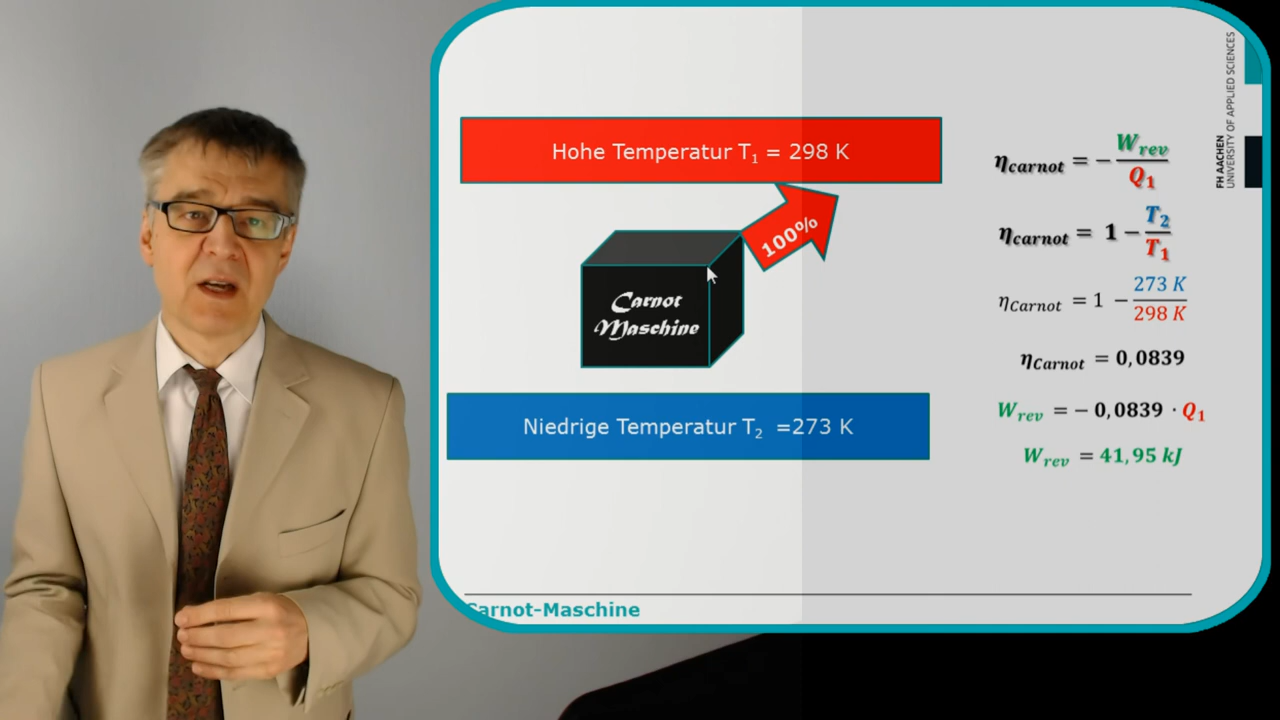 Hohe Temperatur T₁ = 298 K
100%
Carnot
Maschine
Niedrige Temperatur T₂ =273 K
η_carnot = − W_rev / Q₁
η_carnot = 1 − T₂ / T₁
η_Carnot = 1 − 273 K / 298 K
η_Carnot = 0,0839
W_rev = − 0,0839 · Q₁
W_rev = 41,95 kJ
FH AACHEN
UNIVERSITY OF APPLIED SCIENCES
Carnot-Maschine